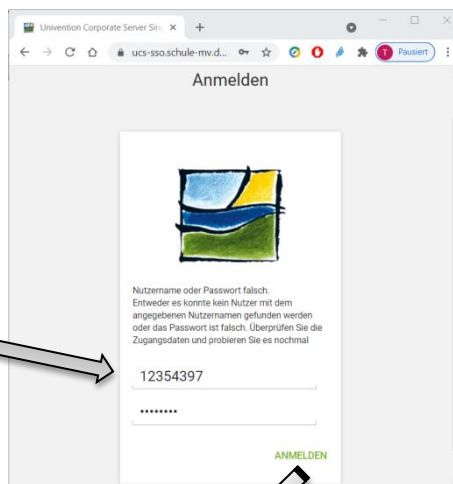 Univention Corporate Server Sin
ucs-sso.schule-mv.d...
T Pausiert
Anmelden
Nutzername oder Passwort falsch.
Entweder es konnte kein Nutzer mit dem
angegebenen Nutzernamen gefunden werden
oder das Passwort ist falsch. Überprüfen Sie die
Zugangsdaten und probieren Sie es nochmal
12354397
••••••••
ANMELDEN